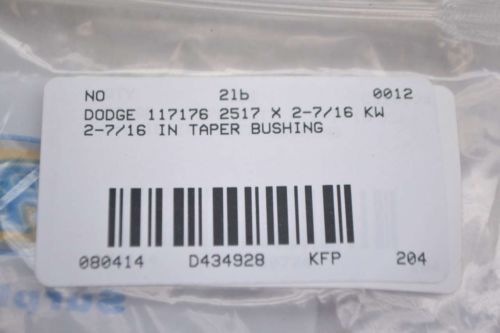 NO 2lb 0012
DODGE 117176 2517 X 2-7/16 KW
2-7/16 IN TAPER BUSHING
080414 D434928 KFP 204